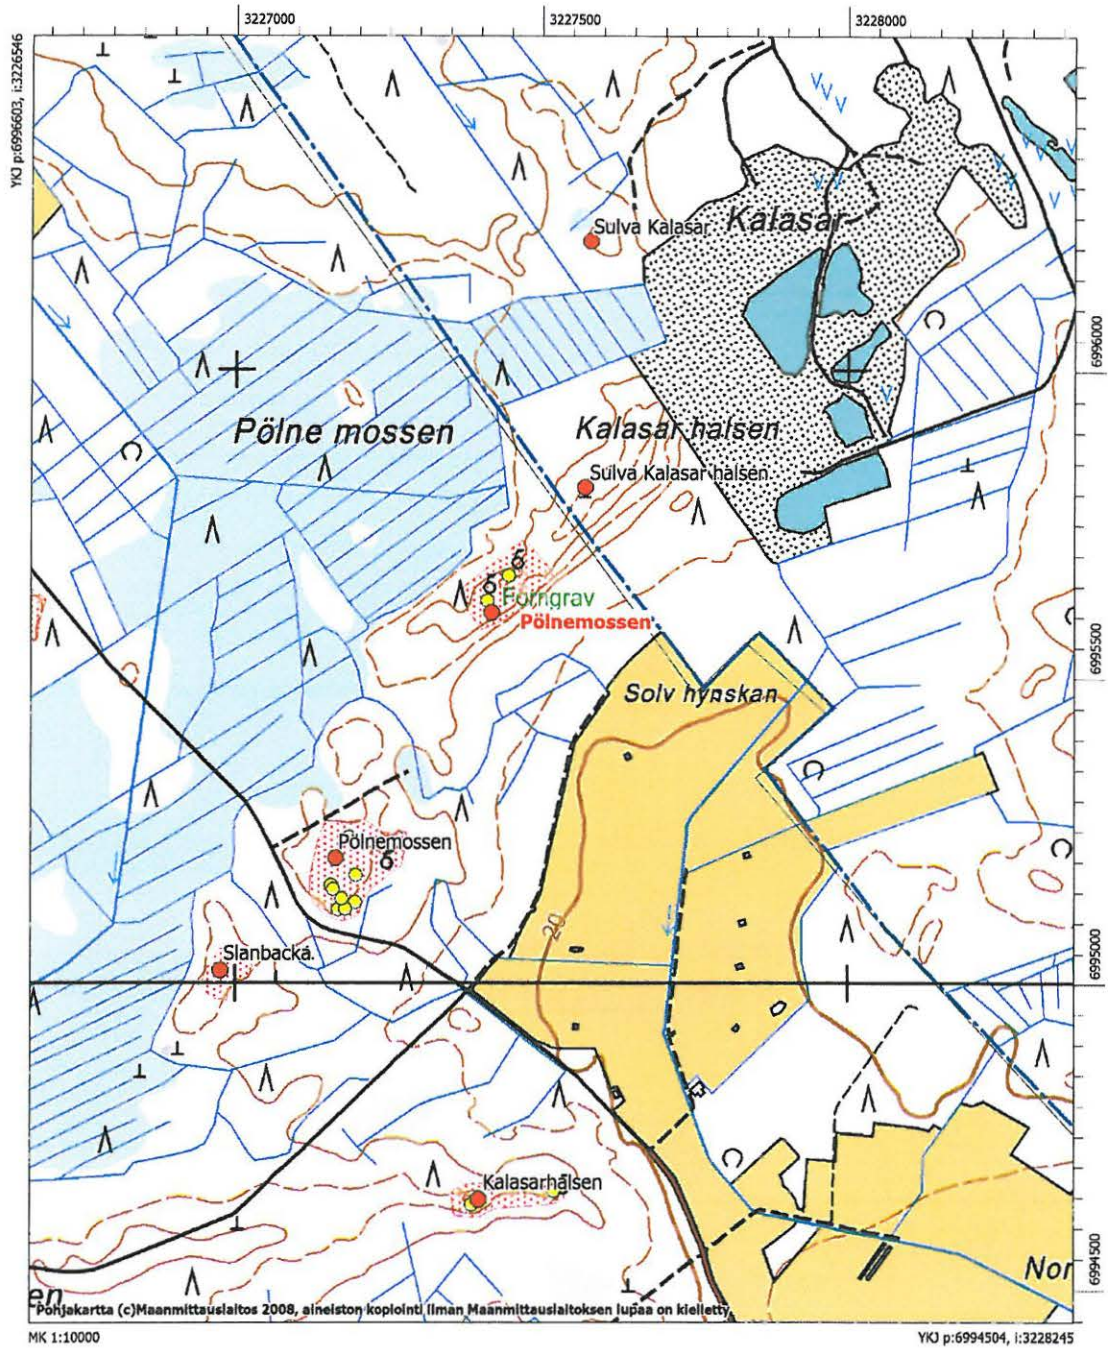 3227000
3227500
3228000
YKJ p:6996603, i:3226546
Sulva Kalasar
Kalasar
6996000
Pölne mossen
Kalasar halsen
Sulva Kalasar halsen
Forngrav
Pölnemossen
6995500
Solv hynskan
Pölnemossen
20
Slanbacka.
6995000
Kalasarhalsen
6994500
Nor
en
Pohjakartta (c)Maanmittauslaitos 2008, aineiston kopiointi ilman Maanmittauslaitoksen lupaa on kielletty
MK 1:10000
YKJ p:6994504, i:3228245